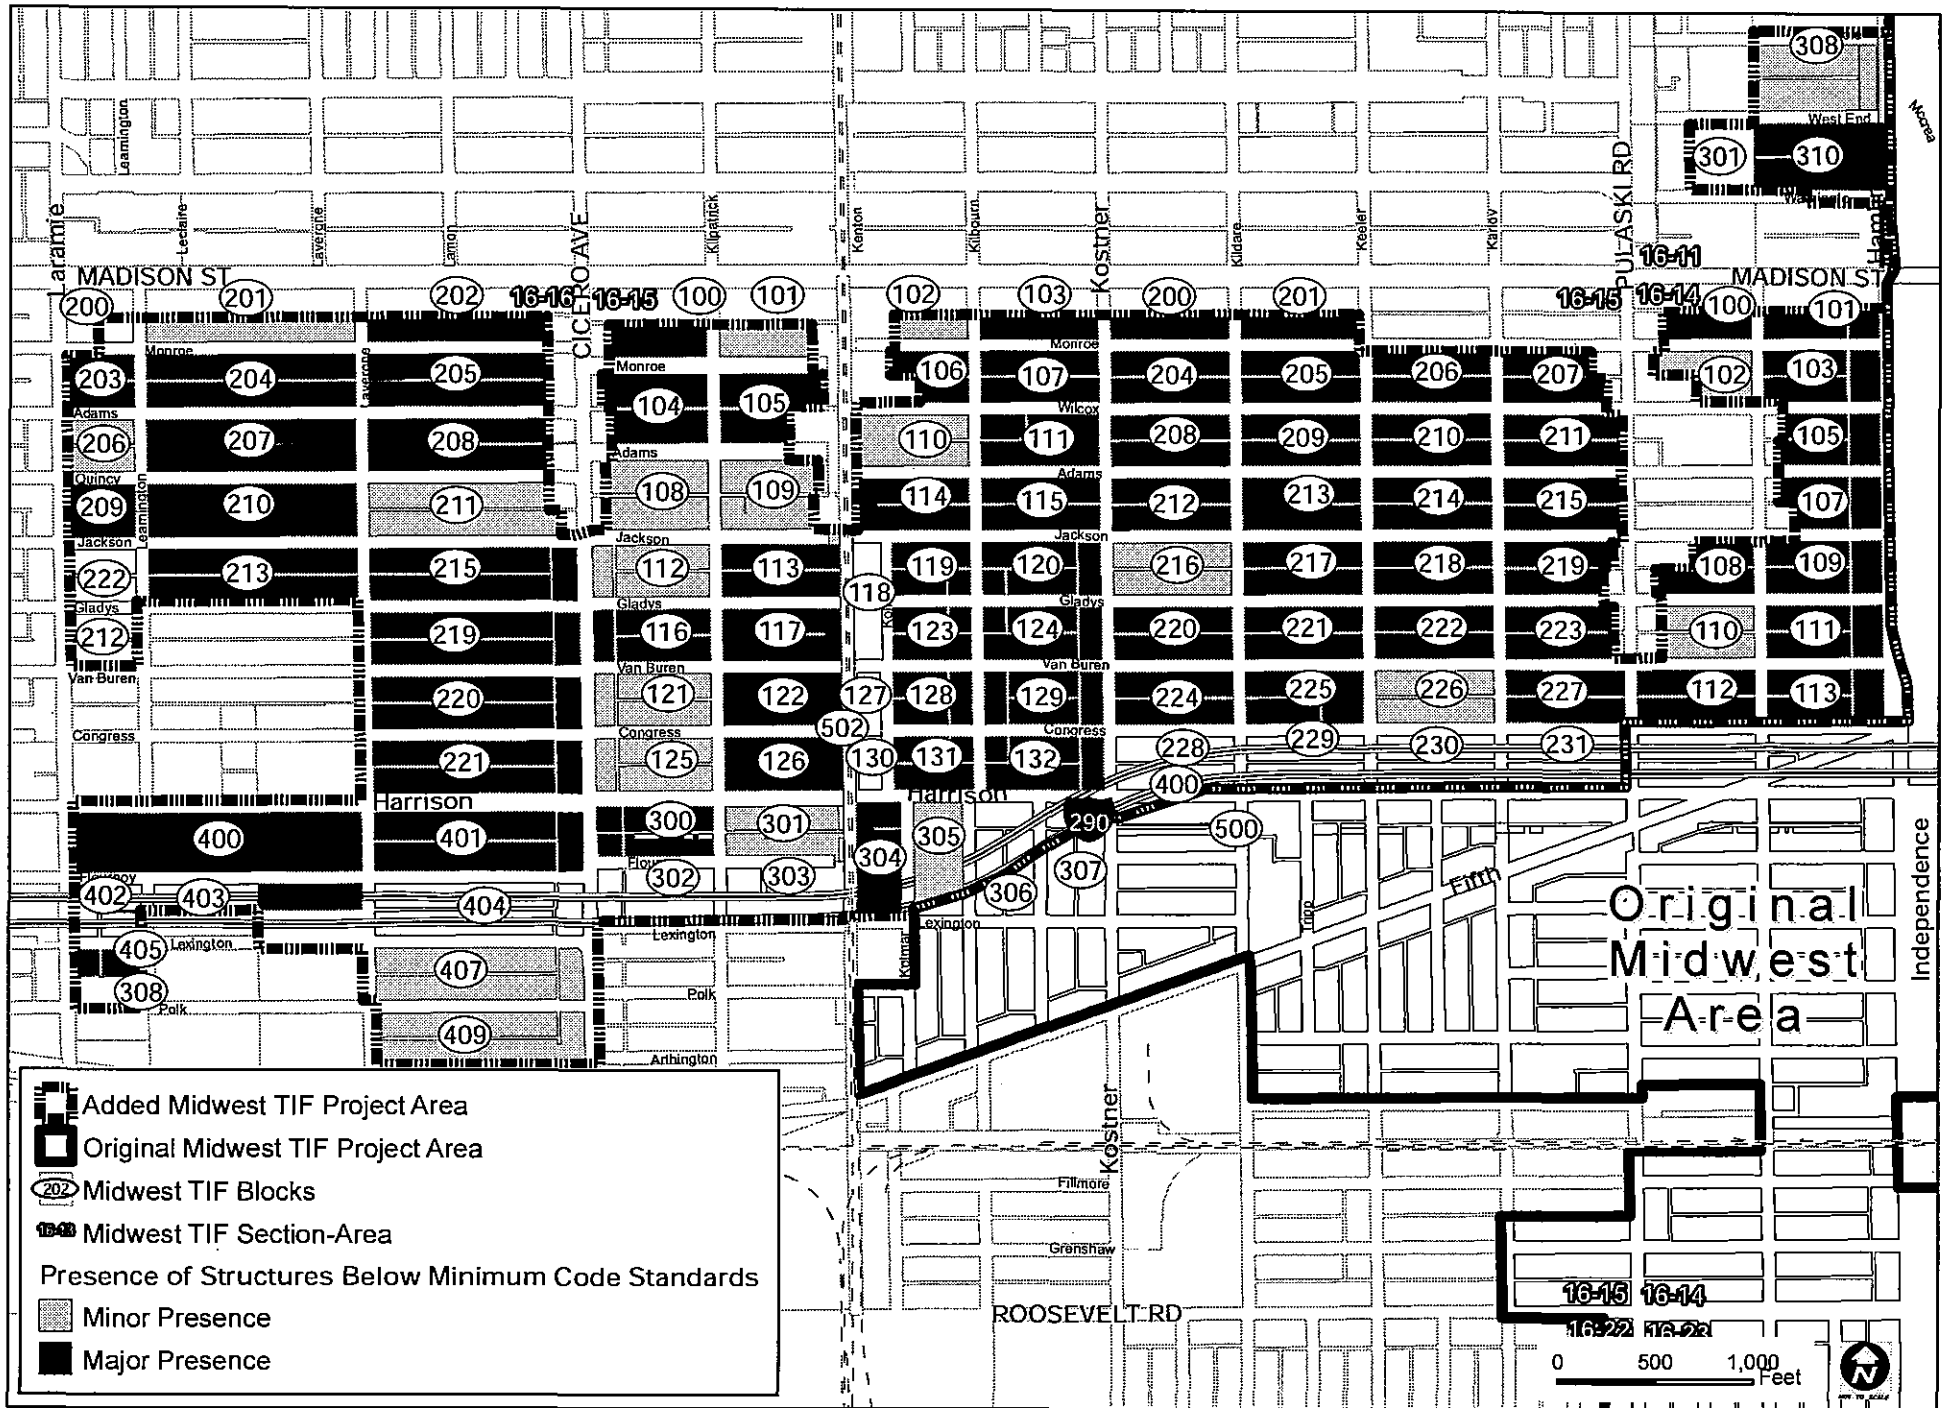 308
West End
Mccrea
301
310
Leamington
PULASKI RD
Laramie
Leclaire
Lavergne
Lamon
CICERO AVE
Kilpatrick
Kenton
Kilbourn
Kostner
Kildare
Keeler
Karlov
16-11
MADISON ST
MADISON ST
200
201
202
16-16
16-15
100
101
102
103
200
201
16-15
16-14
100
101
Monroe
Monroe
Monroe
203
204
Lavergne
205
104
105
106
107
204
205
206
207
102
103
Adams
Wilcox
206
207
208
Adams
110
111
208
209
210
211
105
Quincy
Adams
209
Leamington
210
211
108
109
114
115
212
213
214
215
107
Jackson
Jackson
Jackson
222
213
215
112
113
118
119
120
216
217
218
219
108
109
Gladys
Gladys
Gladys
212
219
116
117
123
124
220
221
222
223
110
111
Van Buren
Van Buren
Van Buren
220
121
122
127
128
129
224
225
226
227
112
113
Congress
Congress
502
Congress
221
125
126
130
131
132
228
229
230
231
400
Harrison
Harrison
400
401
300
301
304
305
290
500
307
306
302
303
402
403
404
Fifth
Tripp
Original
Midwest
Area
Independence
405
Lexington
Lexington
Lexington
Kolmar
407
308
Polk
Polk
409
Arthington
Added Midwest TIF Project Area
Original Midwest TIF Project Area
202 Midwest TIF Blocks
Midwest TIF Section-Area
Presence of Structures Below Minimum Code Standards
Minor Presence
Major Presence
Kostner
Fillmore
Grenshaw
ROOSEVELT RD
16-15
16-14
16-22
16-23
0 500 1,000
Feet
N
NOT TO SCALE